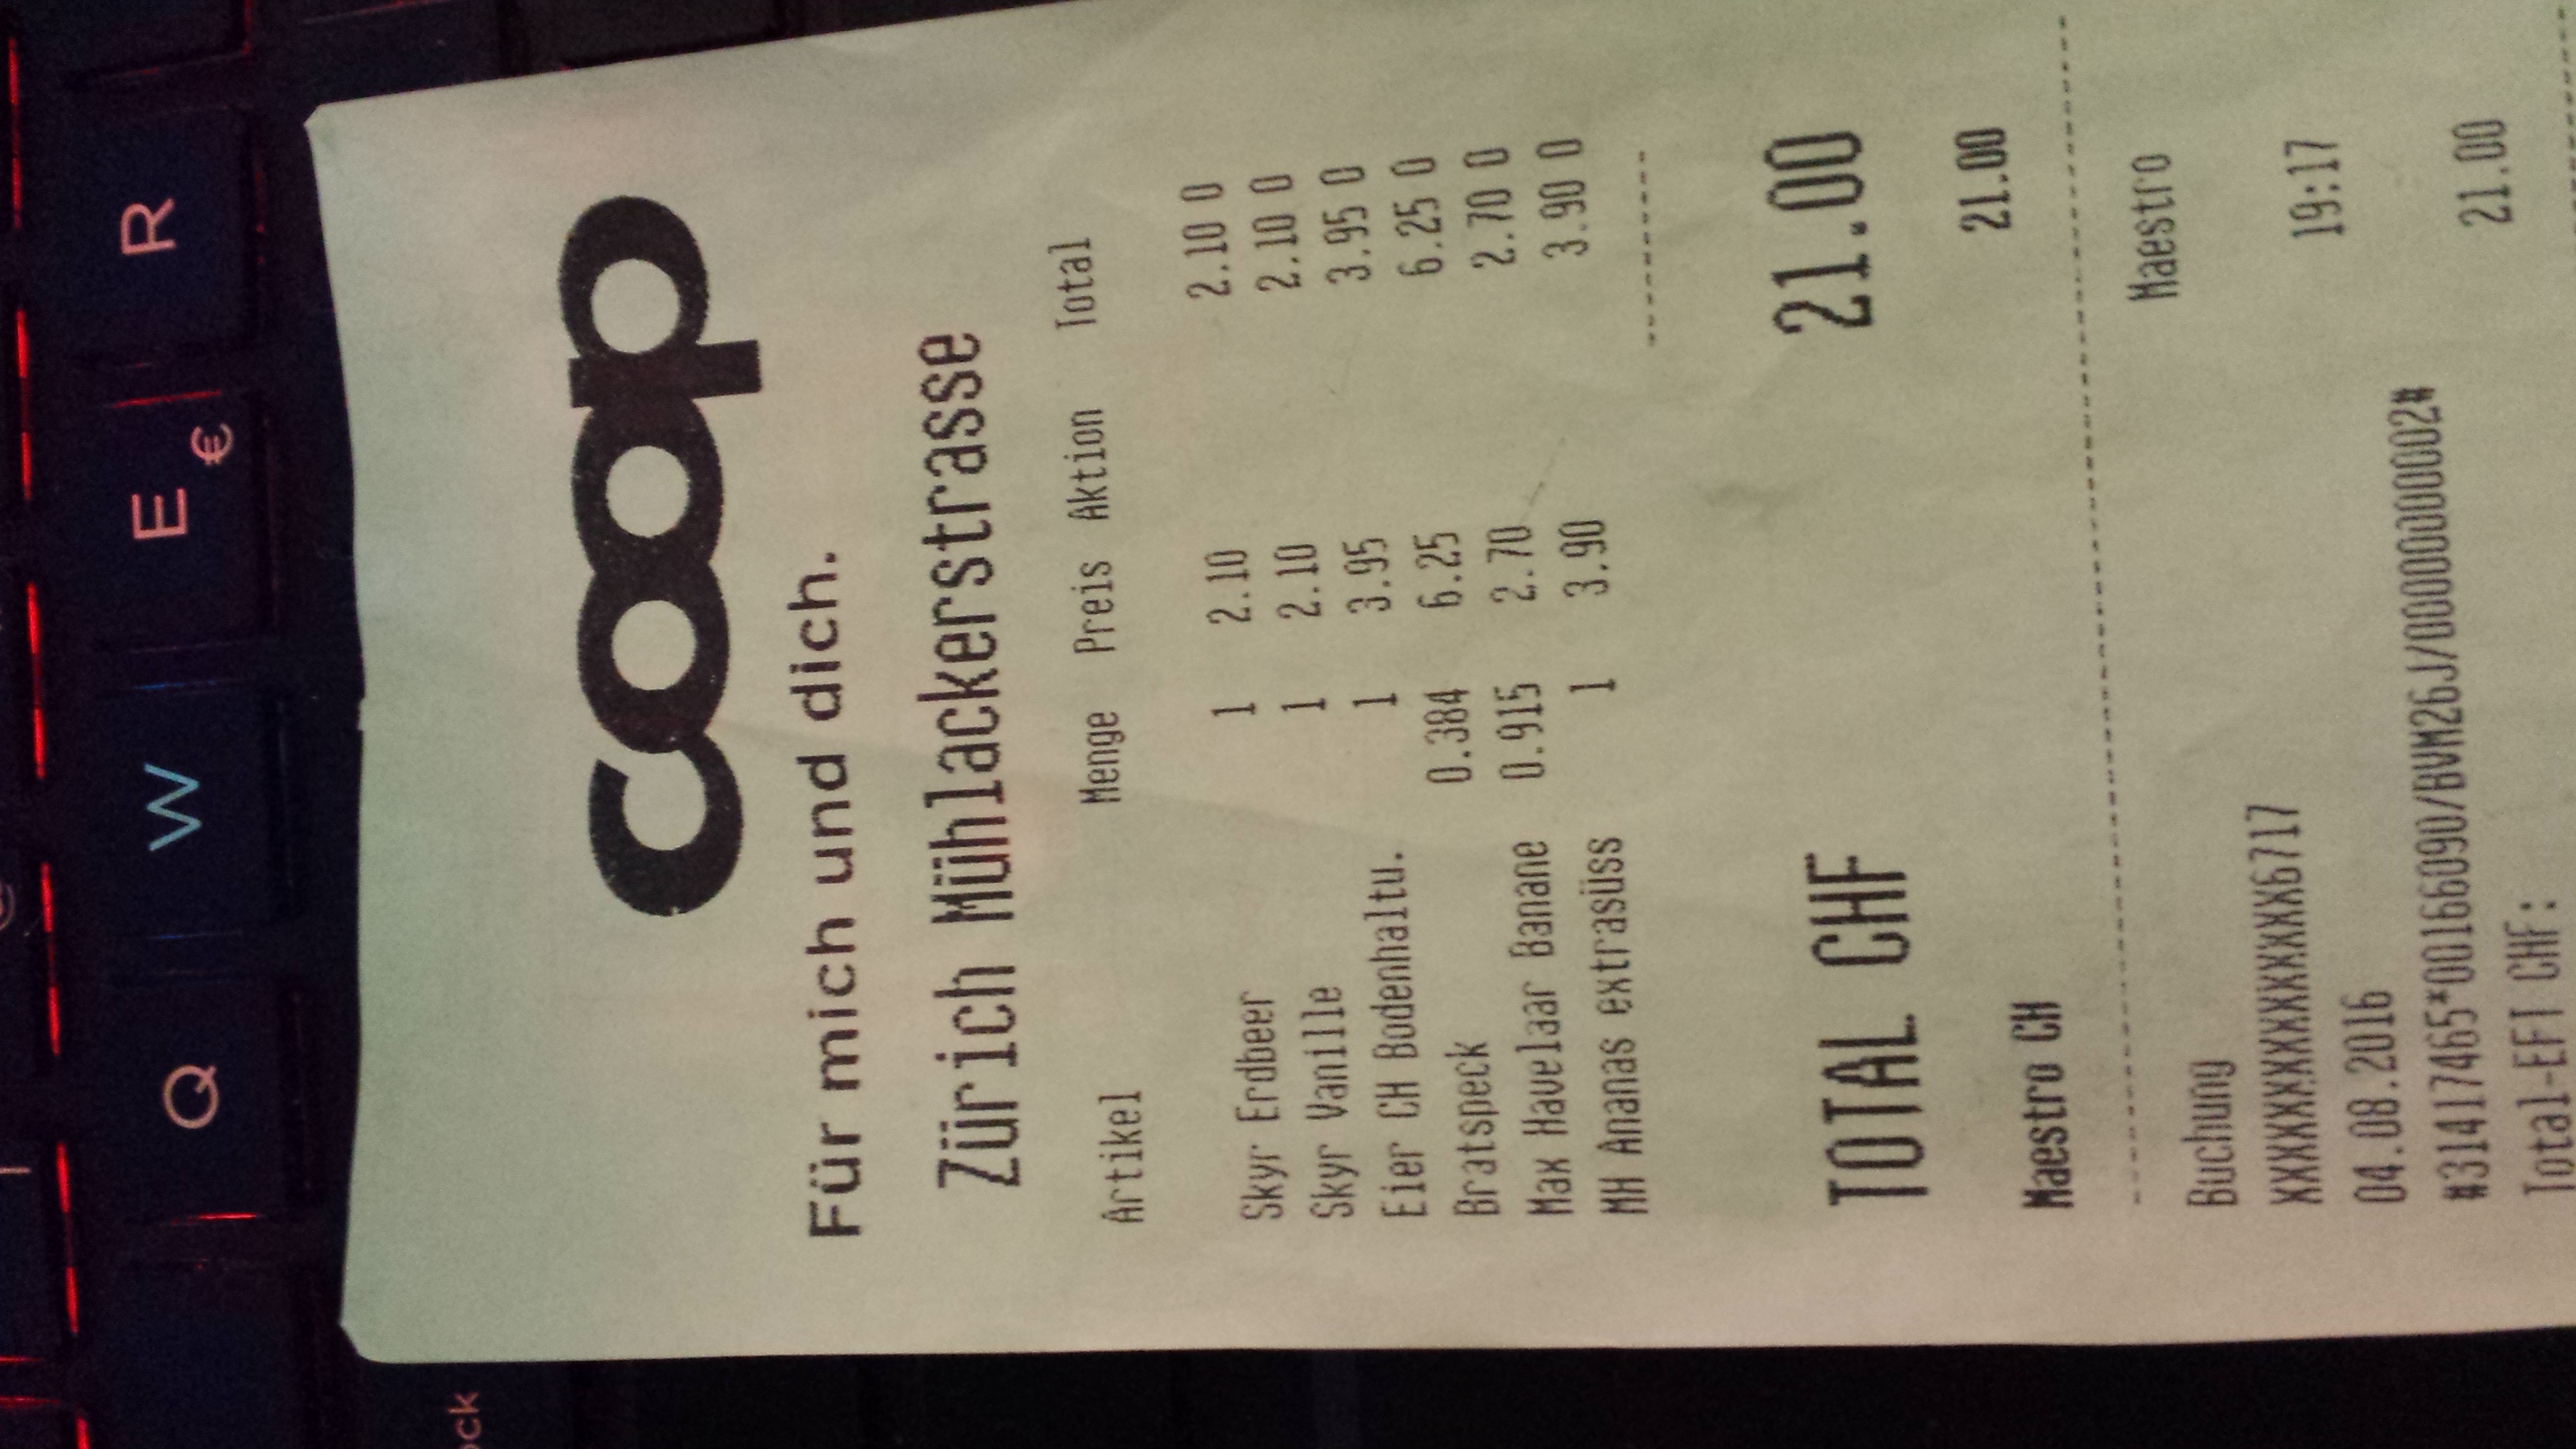 coop
Für mich und dich.
Zürich Mühlackerstrasse
Artikel Menge Preis Aktion Total
Skyr Erdbeer 1 2.10 2.10 0
Skyr Vanille 1 2.10 2.10 0
Eier CH Bodenhaltu. 1 3.95 3.95 0
Bratspeck 0.384 6.25 6.25 0
Max Havelaar Banane 0.915 2.70 2.70 0
MH Ananas extrasüss 1 3.90 3.90 0
TOTAL CHF 21.00
Maestro CH 21.00
Buchung Maestro
XXXXXXXXXXXXXXX6717
04.08.2016 19:17
#31417465*00166090/BVM26J/0000000002#
Total-EFT CHF: 21.00
Q
W
E €
R